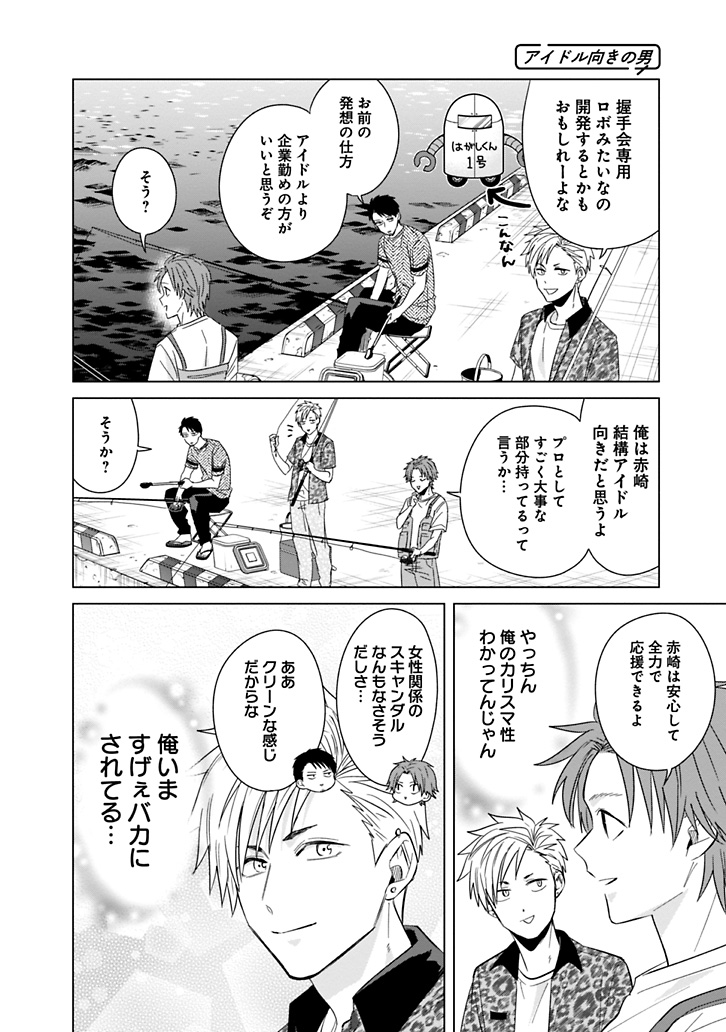 アイドル向きの男
握手会専用
ロボみたいなの
開発するとかも
おもしれーよな
はがしくん
1号
こんなん
お前の
発想の仕方
アイドルより
企業勤めの方が
いいと思うぞ
そう?
俺は赤崎
結構アイドル
向きだと思うよ
プロとして
すごく大事な
部分持ってるって
言うか…
そうか?
赤崎は安心して
全力で
応援できるよ
やっちん
俺のカリスマ性
わかってんじゃん
女性関係の
スキャンダル
なんもなさそう
だしさ…
ああ
クリーンな感じ
だからな
俺いま
すげぇバカに
されてる…